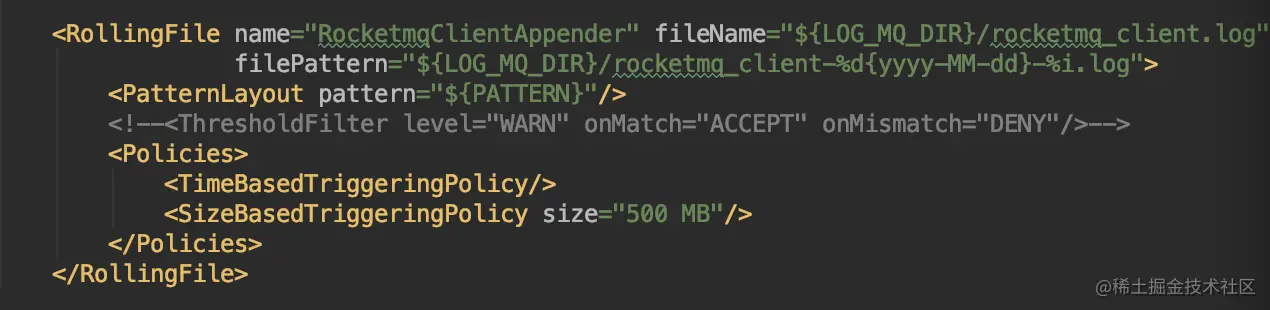 <RollingFile name="RocketmqClientAppender" fileName="${LOG_MQ_DIR}/rocketmq_client.log"
filePattern="${LOG_MQ_DIR}/rocketmq_client-%d{yyyy-MM-dd}-%i.log">
<PatternLayout pattern="${PATTERN}"/>
<!--<ThresholdFilter level="WARN" onMatch="ACCEPT" onMismatch="DENY"/>-->
<Policies>
<TimeBasedTriggeringPolicy/>
<SizeBasedTriggeringPolicy size="500 MB"/>
</Policies>
</RollingFile>
@稀土掘金技术社区